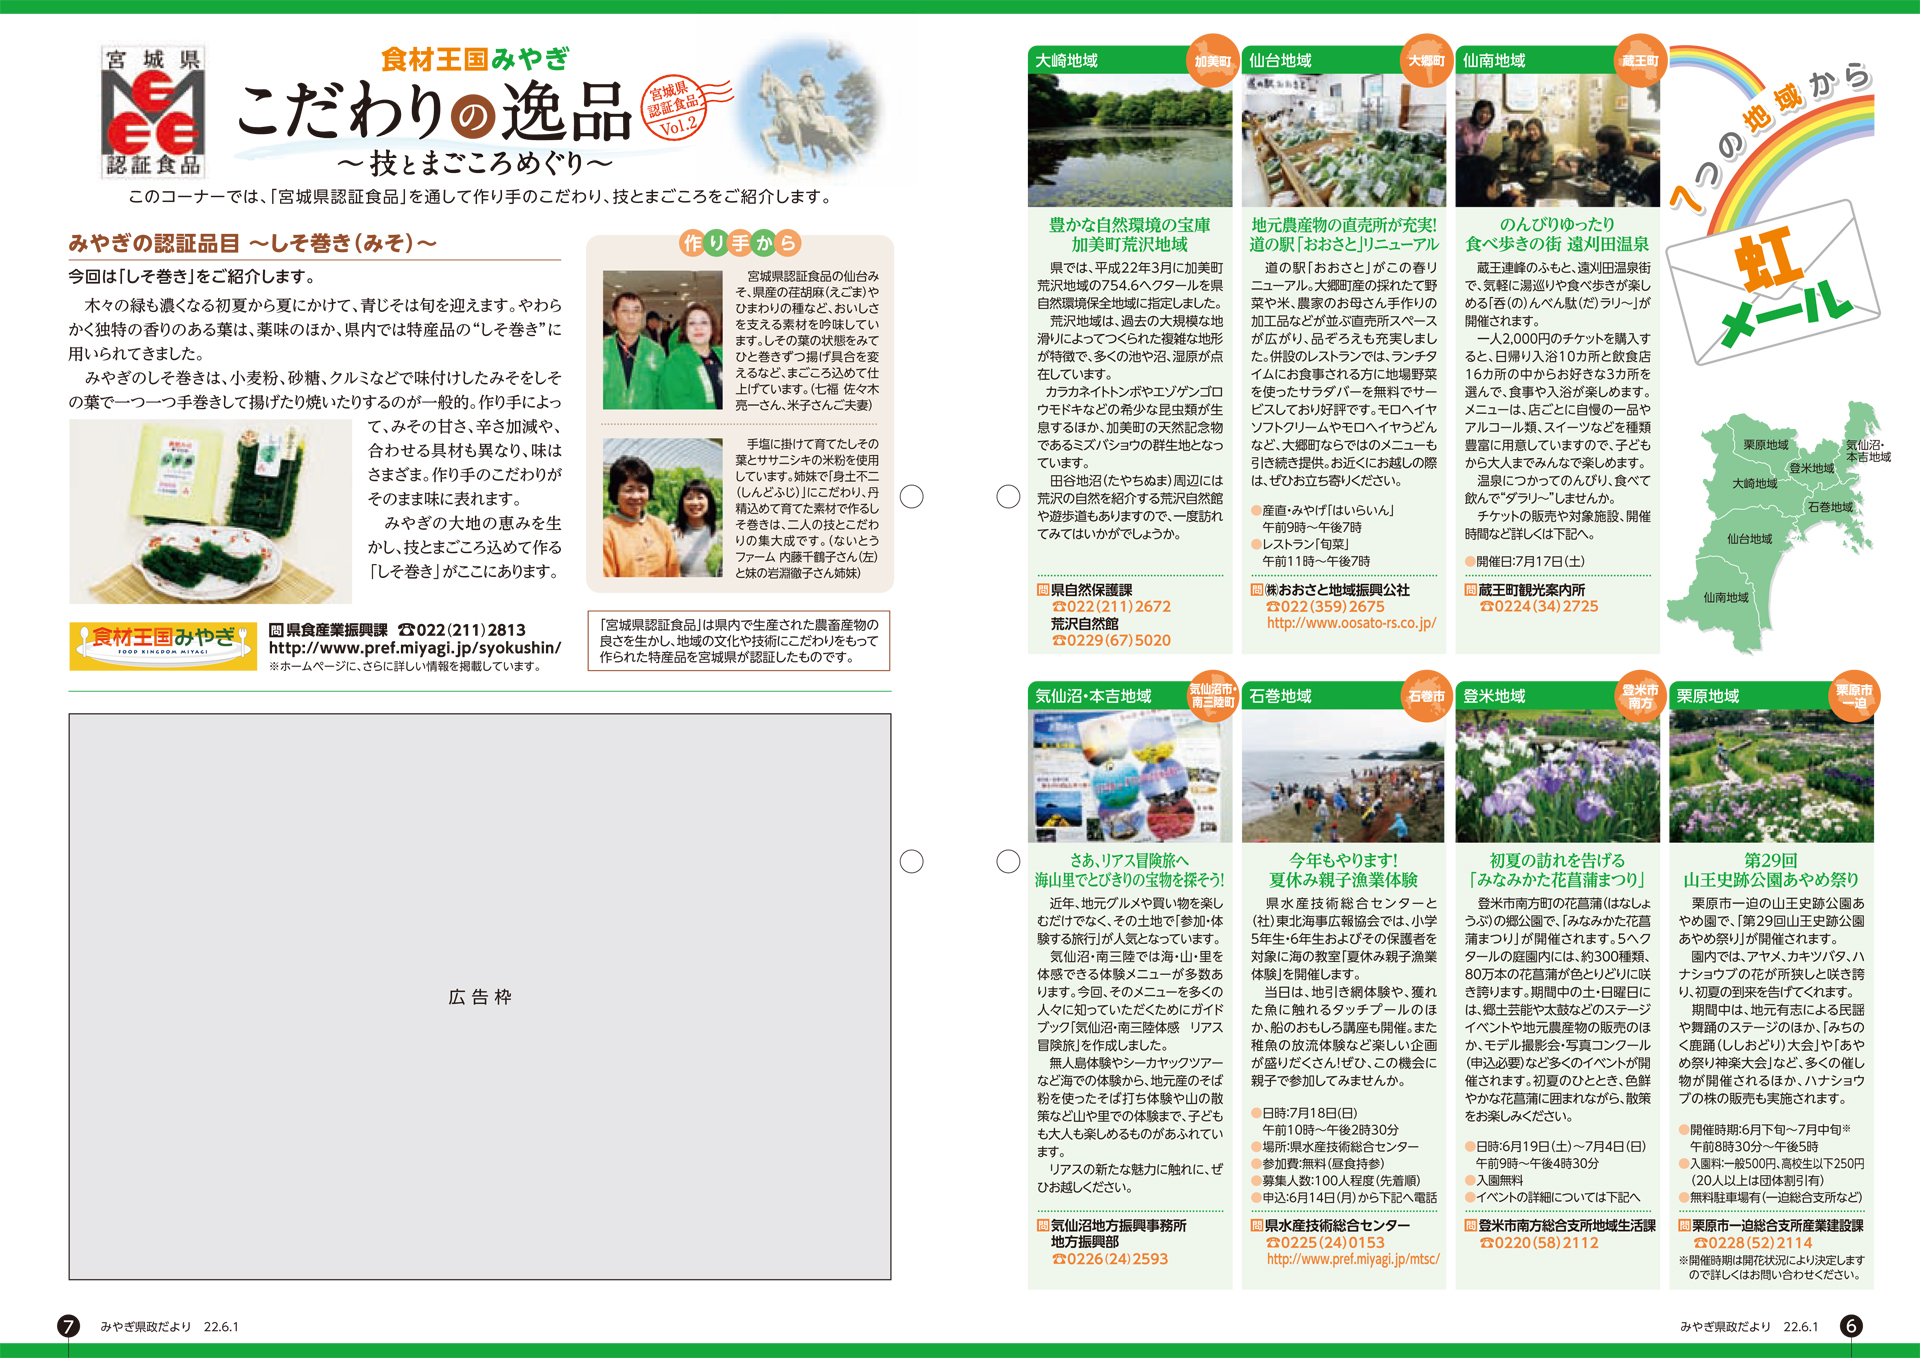 宮城県
認証食品
食材王国みやぎ
こだわりの逸品
宮城県
認証食品
Vol.2
～技とまごころめぐり～
このコーナーでは、「宮城県認証食品」を通して作り手のこだわり、技とまごころをご紹介します。
みやぎの認証品目 ～しそ巻き（みそ）～
今回は「しそ巻き」をご紹介します。
木々の緑も濃くなる初夏から夏にかけて、青じそは旬を迎えます。やわら
かく独特の香りのある葉は、薬味のほか、県内では特産品の“しそ巻き”に
用いられてきました。
みやぎのしそ巻きは、小麦粉、砂糖、クルミなどで味付けしたみそをしそ
の葉で一つ一つ手巻きして揚げたり焼いたりするのが一般的。作り手によっ
て、みその甘さ、辛さ加減や、
合わせる具材も異なり、味は
さまざま。作り手のこだわりが
そのまま味に表れます。
みやぎの大地の恵みを生
かし、技とまごころ込めて作る
「しそ巻き」がここにあります。
食材王国みやぎ
FOOD KINGDOM MIYAGI
問県食産業振興課 ☎022(211)2813
http://www.pref.miyagi.jp/syokushin/
※ホームページに、さらに詳しい情報を掲載しています。
作り手から
宮城県認証食品の仙台み
そ、県産の荏胡麻(えごま)や
ひまわりの種など、おいしさ
を支える素材を吟味してい
ます。しその葉の状態をみて
ひと巻きずつ揚げ具合を変
えるなど、まごころ込めて仕
上げています。(七福 佐々木
亮一さん、米子さんご夫妻)
手塩に掛けて育てたしその
葉とササニシキの米粉を使用
しています。姉妹で「身土不二
(しんどふじ)」にこだわり、丹
精込めて育てた素材で作るし
そ巻きは、二人の技とこだわ
りの集大成です。(ないとう
ファーム 内藤千鶴子さん(左)
と妹の岩淵徹子さん姉妹)
「宮城県認証食品」は県内で生産された農畜産物の
良さを生かし、地域の文化や技術にこだわりをもって
作られた特産品を宮城県が認証したものです。
広告枠
7 みやぎ県政だより 22.6.1
7つの地域から
虹
メール
栗原地域
気仙沼・
本吉地域
登米地域
大崎地域
石巻地域
仙台地域
仙南地域
大崎地域
加美町
豊かな自然環境の宝庫
加美町荒沢地域
県では、平成22年3月に加美町
荒沢地域の754.6ヘクタールを県
自然環境保全地域に指定しました。
荒沢地域は、過去の大規模な地
滑りによってつくられた複雑な地形
が特徴で、多くの池や沼、湿原が点
在しています。
カラカネイトトンボやエゾゲンゴロ
ウモドキなどの希少な昆虫類が生
息するほか、加美町の天然記念物
であるミズバショウの群生地となっ
ています。
田谷地沼(たやちぬま)周辺には
荒沢の自然を紹介する荒沢自然館
や遊歩道もありますので、一度訪れ
てみてはいかがでしょうか。
問県自然保護課
☎022(211)2672
荒沢自然館
☎0229(67)5020
仙台地域
大郷町
地元農産物の直売所が充実!
道の駅「おおさと」リニューアル
道の駅「おおさと」がこの春リ
ニューアル。大郷町産の採れたて野
菜や米、農家のお母さん手作りの
加工品などが並ぶ直売所スペース
が広がり、品ぞろえも充実しまし
た。併設のレストランでは、ランチタ
イムにお食事される方に地場野菜
を使ったサラダバーを無料でサー
ビスしており好評です。モロヘイヤ
ソフトクリームやモロヘイヤうどん
など、大郷町ならではのメニューも
引き続き提供。お近くにお越しの際
は、ぜひお立ち寄りください。
●産直・みやげ「はいらいん」
午前9時～午後7時
●レストラン「旬菜」
午前11時～午後7時
問㈱おおさと地域振興公社
☎022(359)2675
http://www.oosato-rs.co.jp/
仙南地域
蔵王町
のんびりゆったり
食べ歩きの街 遠刈田温泉
蔵王連峰のふもと、遠刈田温泉街
で、気軽に湯巡りや食べ歩きが楽し
める「呑(の)んべん駄(だ)ラリ～」が
開催されます。
一人2,000円のチケットを購入す
ると、日帰り入浴10カ所と飲食店
16カ所の中からお好きな3カ所を
選んで、食事や入浴が楽しめます。
メニューは、店ごとに自慢の一品や
アルコール類、スイーツなどを種類
豊富に用意していますので、子ども
から大人までみんなで楽しめます。
温泉につかってのんびり、食べて
飲んで“ダラリ～”しませんか。
チケットの販売や対象施設、開催
時間など詳しくは下記へ。
●開催日:7月17日(土)
問蔵王町観光案内所
☎0224(34)2725
気仙沼・本吉地域
気仙沼市・
南三陸町
さあ、リアス冒険旅へ
海山里でとびきりの宝物を探そう!
近年、地元グルメや買い物を楽し
むだけでなく、その土地で「参加・体
験する旅行」が人気となっています。
気仙沼・南三陸では海・山・里を
体感できる体験メニューが多数あ
ります。今回、そのメニューを多くの
人々に知っていただくためにガイド
ブック「気仙沼・南三陸体感 リアス
冒険旅」を作成しました。
無人島体験やシーカヤックツアー
など海での体験から、地元産のそば
粉を使ったそば打ち体験や山の散
策など山や里での体験まで、子ども
も大人も楽しめるものがあふれてい
ます。
リアスの新たな魅力に触れに、ぜ
ひお越しください。
問気仙沼地方振興事務所
地方振興部
☎0226(24)2593
石巻地域
石巻市
今年もやります!
夏休み親子漁業体験
県水産技術総合センターと
(社)東北海事広報協会では、小学
5年生・6年生およびその保護者を
対象に海の教室「夏休み親子漁業
体験」を開催します。
当日は、地引き網体験や、獲れ
た魚に触れるタッチプールのほ
か、船のおもしろ講座も開催。また
稚魚の放流体験など楽しい企画
が盛りだくさん!ぜひ、この機会に
親子で参加してみませんか。
●日時:7月18日(日)
午前10時～午後2時30分
●場所:県水産技術総合センター
●参加費:無料(昼食持参)
●募集人数:100人程度(先着順)
●申込:6月14日(月)から下記へ電話
問県水産技術総合センター
☎0225(24)0153
http://www.pref.miyagi.jp/mtsc/
登米地域
登米市
南方
初夏の訪れを告げる
「みなみかた花菖蒲まつり」
登米市南方町の花菖蒲(はなしょ
うぶ)の郷公園で、「みなみかた花菖
蒲まつり」が開催されます。5ヘク
タールの庭園内には、約300種類、
80万本の花菖蒲が色とりどりに咲
き誇ります。期間中の土・日曜日に
は、郷土芸能や太鼓などのステージ
イベントや地元農産物の販売のほ
か、モデル撮影会・写真コンクール
(申込必要)など多くのイベントが開
催されます。初夏のひととき、色鮮
やかな花菖蒲に囲まれながら、散策
をお楽しみください。
●日時:6月19日(土)～7月4日(日)
午前9時～午後4時30分
●入園無料
●イベントの詳細については下記へ
問登米市南方総合支所地域生活課
☎0220(58)2112
栗原地域
栗原市
一迫
第29回
山王史跡公園あやめ祭り
栗原市一迫の山王史跡公園あ
やめ園で、「第29回山王史跡公園
あやめ祭り」が開催されます。
園内では、アヤメ、カキツバタ、ハ
ナショウブの花が所狭しと咲き誇
り、初夏の到来を告げてくれます。
期間中は、地元有志による民謡
や舞踊のステージのほか、「みちの
く鹿踊(ししおどり)大会」や「あや
め祭り神楽大会」など、多くの催し
物が開催されるほか、ハナショウ
ブの株の販売も実施されます。
●開催時期:6月下旬～7月中旬※
午前8時30分～午後5時
●入園料:一般500円、高校生以下250円
(20人以上は団体割引有)
●無料駐車場有(一迫総合支所など)
問栗原市一迫総合支所産業建設課
☎0228(52)2114
※開催時期は開花状況により決定します
ので詳しくはお問い合わせください。
みやぎ県政だより 22.6.1 6